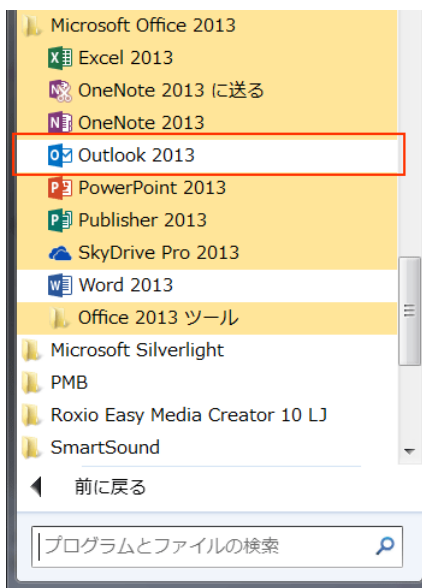 Microsoft Office 2013
Excel 2013
OneNote 2013 に送る
OneNote 2013
Outlook 2013
PowerPoint 2013
Publisher 2013
SkyDrive Pro 2013
Word 2013
Office 2013 ツール
Microsoft Silverlight
PMB
Roxio Easy Media Creator 10 LJ
SmartSound
前に戻る
プログラムとファイルの検索